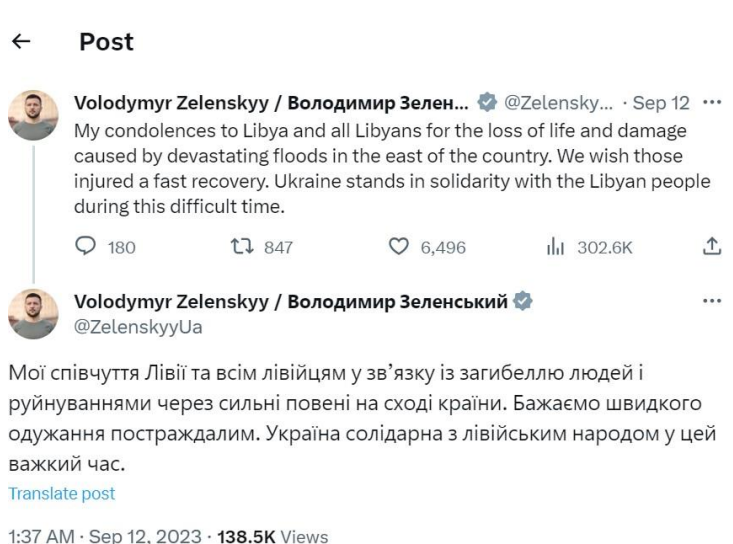 Post
Volodymyr Zelenskyy / Володимир Зелен... @Zelensky... · Sep 12
My condolences to Libya and all Libyans for the loss of life and damage
caused by devastating floods in the east of the country. We wish those
injured a fast recovery. Ukraine stands in solidarity with the Libyan people
during this difficult time.
180 847 6,496 302.6K
Volodymyr Zelenskyy / Володимир Зеленський
@ZelenskyyUa
Мої співчуття Лівії та всім лівійцям у зв’язку із загибеллю людей і
руйнуваннями через сильні повені на сході країни. Бажаємо швидкого
одужання постраждалим. Україна солідарна з лівійським народом у цей
важкий час.
Translate post
1:37 AM · Sep 12, 2023 · 138.5K Views